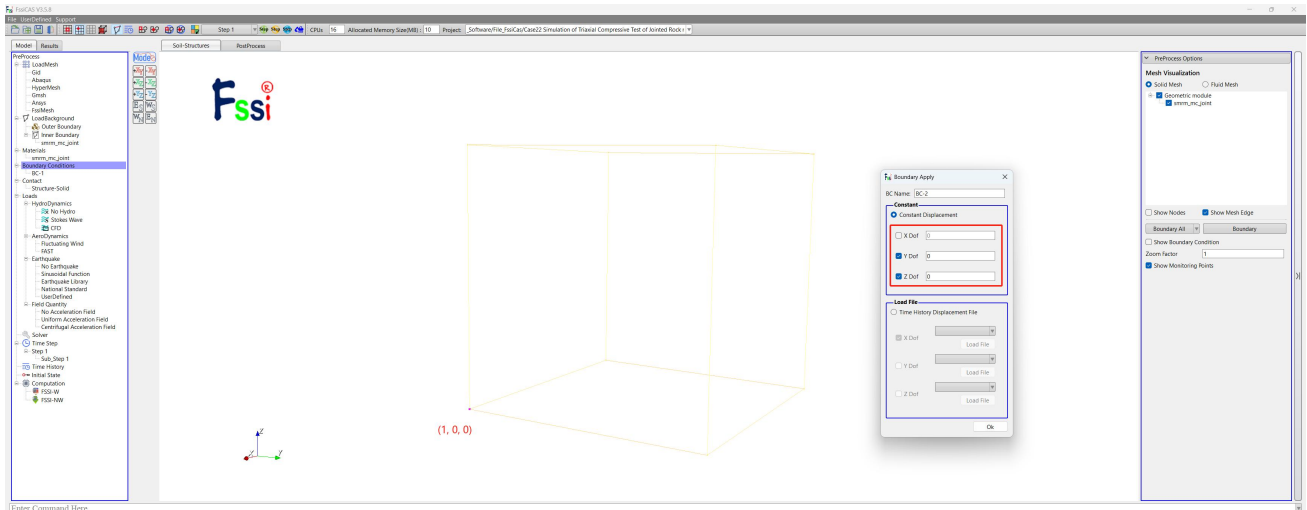 FssiCAS V3.5.8
File UserDefined Support
Step 1
CPUs 16 Allocated Memory Size(MB): 10 Project: _Software/File_FssiCas/Case22 Simulation of Triaxial Compressive Test of Jointed Rock
Model Results
Soil-Structures PostProcess
PreProcess
LoadMesh
Gid
Abaqus
HyperMesh
Gmsh
Ansys
FssiMesh
LoadBackground
Outer Boundary
Inner Boundary
smrm_mc_joint
Materials
smrm_mc_joint
Boundary Conditions
BC-1
Contact
Structure-Solid
Loads
HydroDynamics
No Hydro
Stokes Wave
CFD
AeroDynamics
Fluctuating Wind
FAST
Earthquake
No Earthquake
Sinusoidal Function
Earthquake Library
National Standard
UserDefined
Field Quantity
No Acceleration Field
Uniform Acceleration Field
Centrifugal Acceleration Field
Solver
Time Step
Step 1
Sub_Step 1
Time History
Initial State
Computation
FSSI-W
FSSI-NW
Mode
Fssi ®
(1, 0, 0)
Z
Y
Boundary Apply
BC Name: BC-2
Constant
Constant Displacement
X Dof 0
Y Dof 0
Z Dof 0
Load File
Time History Displacement File
X Dof
Load File
Y Dof
Load File
Z Dof
Load File
Ok
PreProcess Options
Mesh Visualization
Solid Mesh Fluid Mesh
Geometric module
smrm_mc_joint
Show Nodes Show Mesh Edge
Boundary All Boundary
Show Boundary Condition
Zoom Factor 1
Show Monitoring Points
Enter Command Here